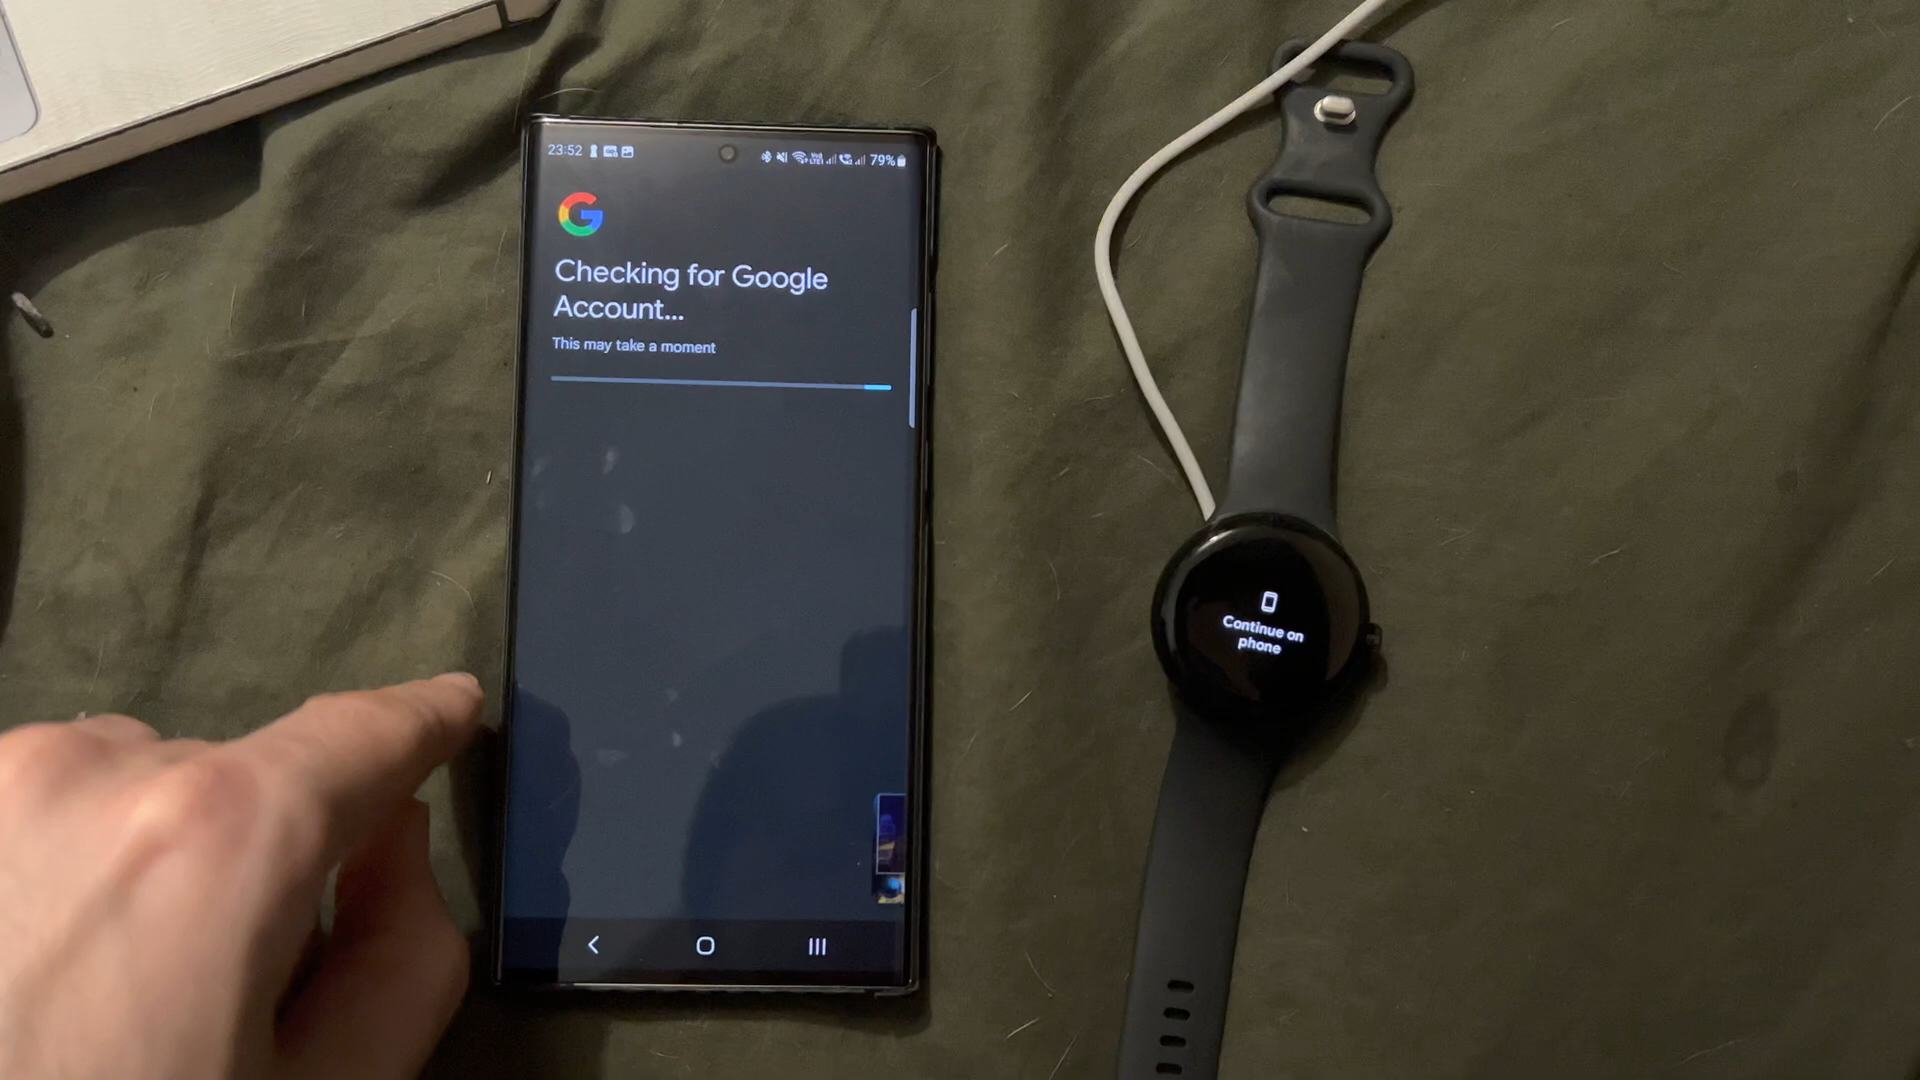 23:52
79%
Checking for Google
Account...
This may take a moment
Continue on
phone